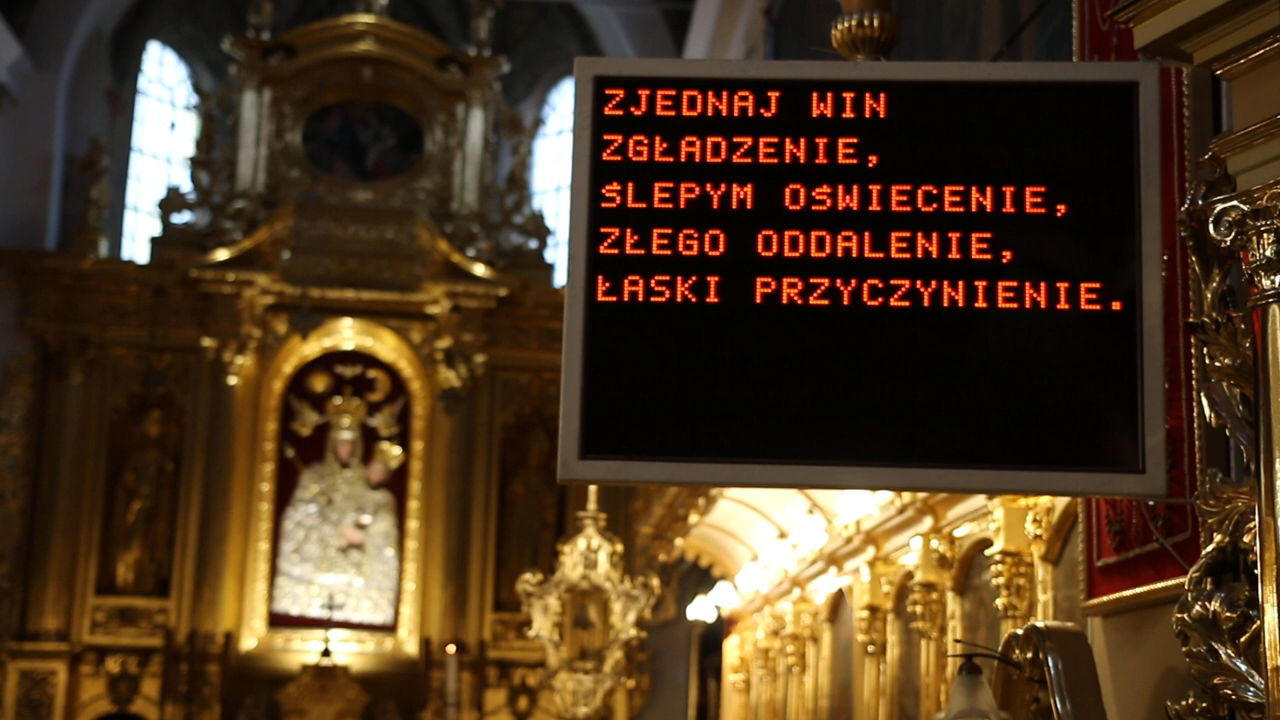 ZJEDNAJ WIN
ZGŁADZENIE,
ŚLEPYM OŚWIECENIE,
ZŁEGO ODDALENIE,
ŁASKI PRZYCZYNIENIE.